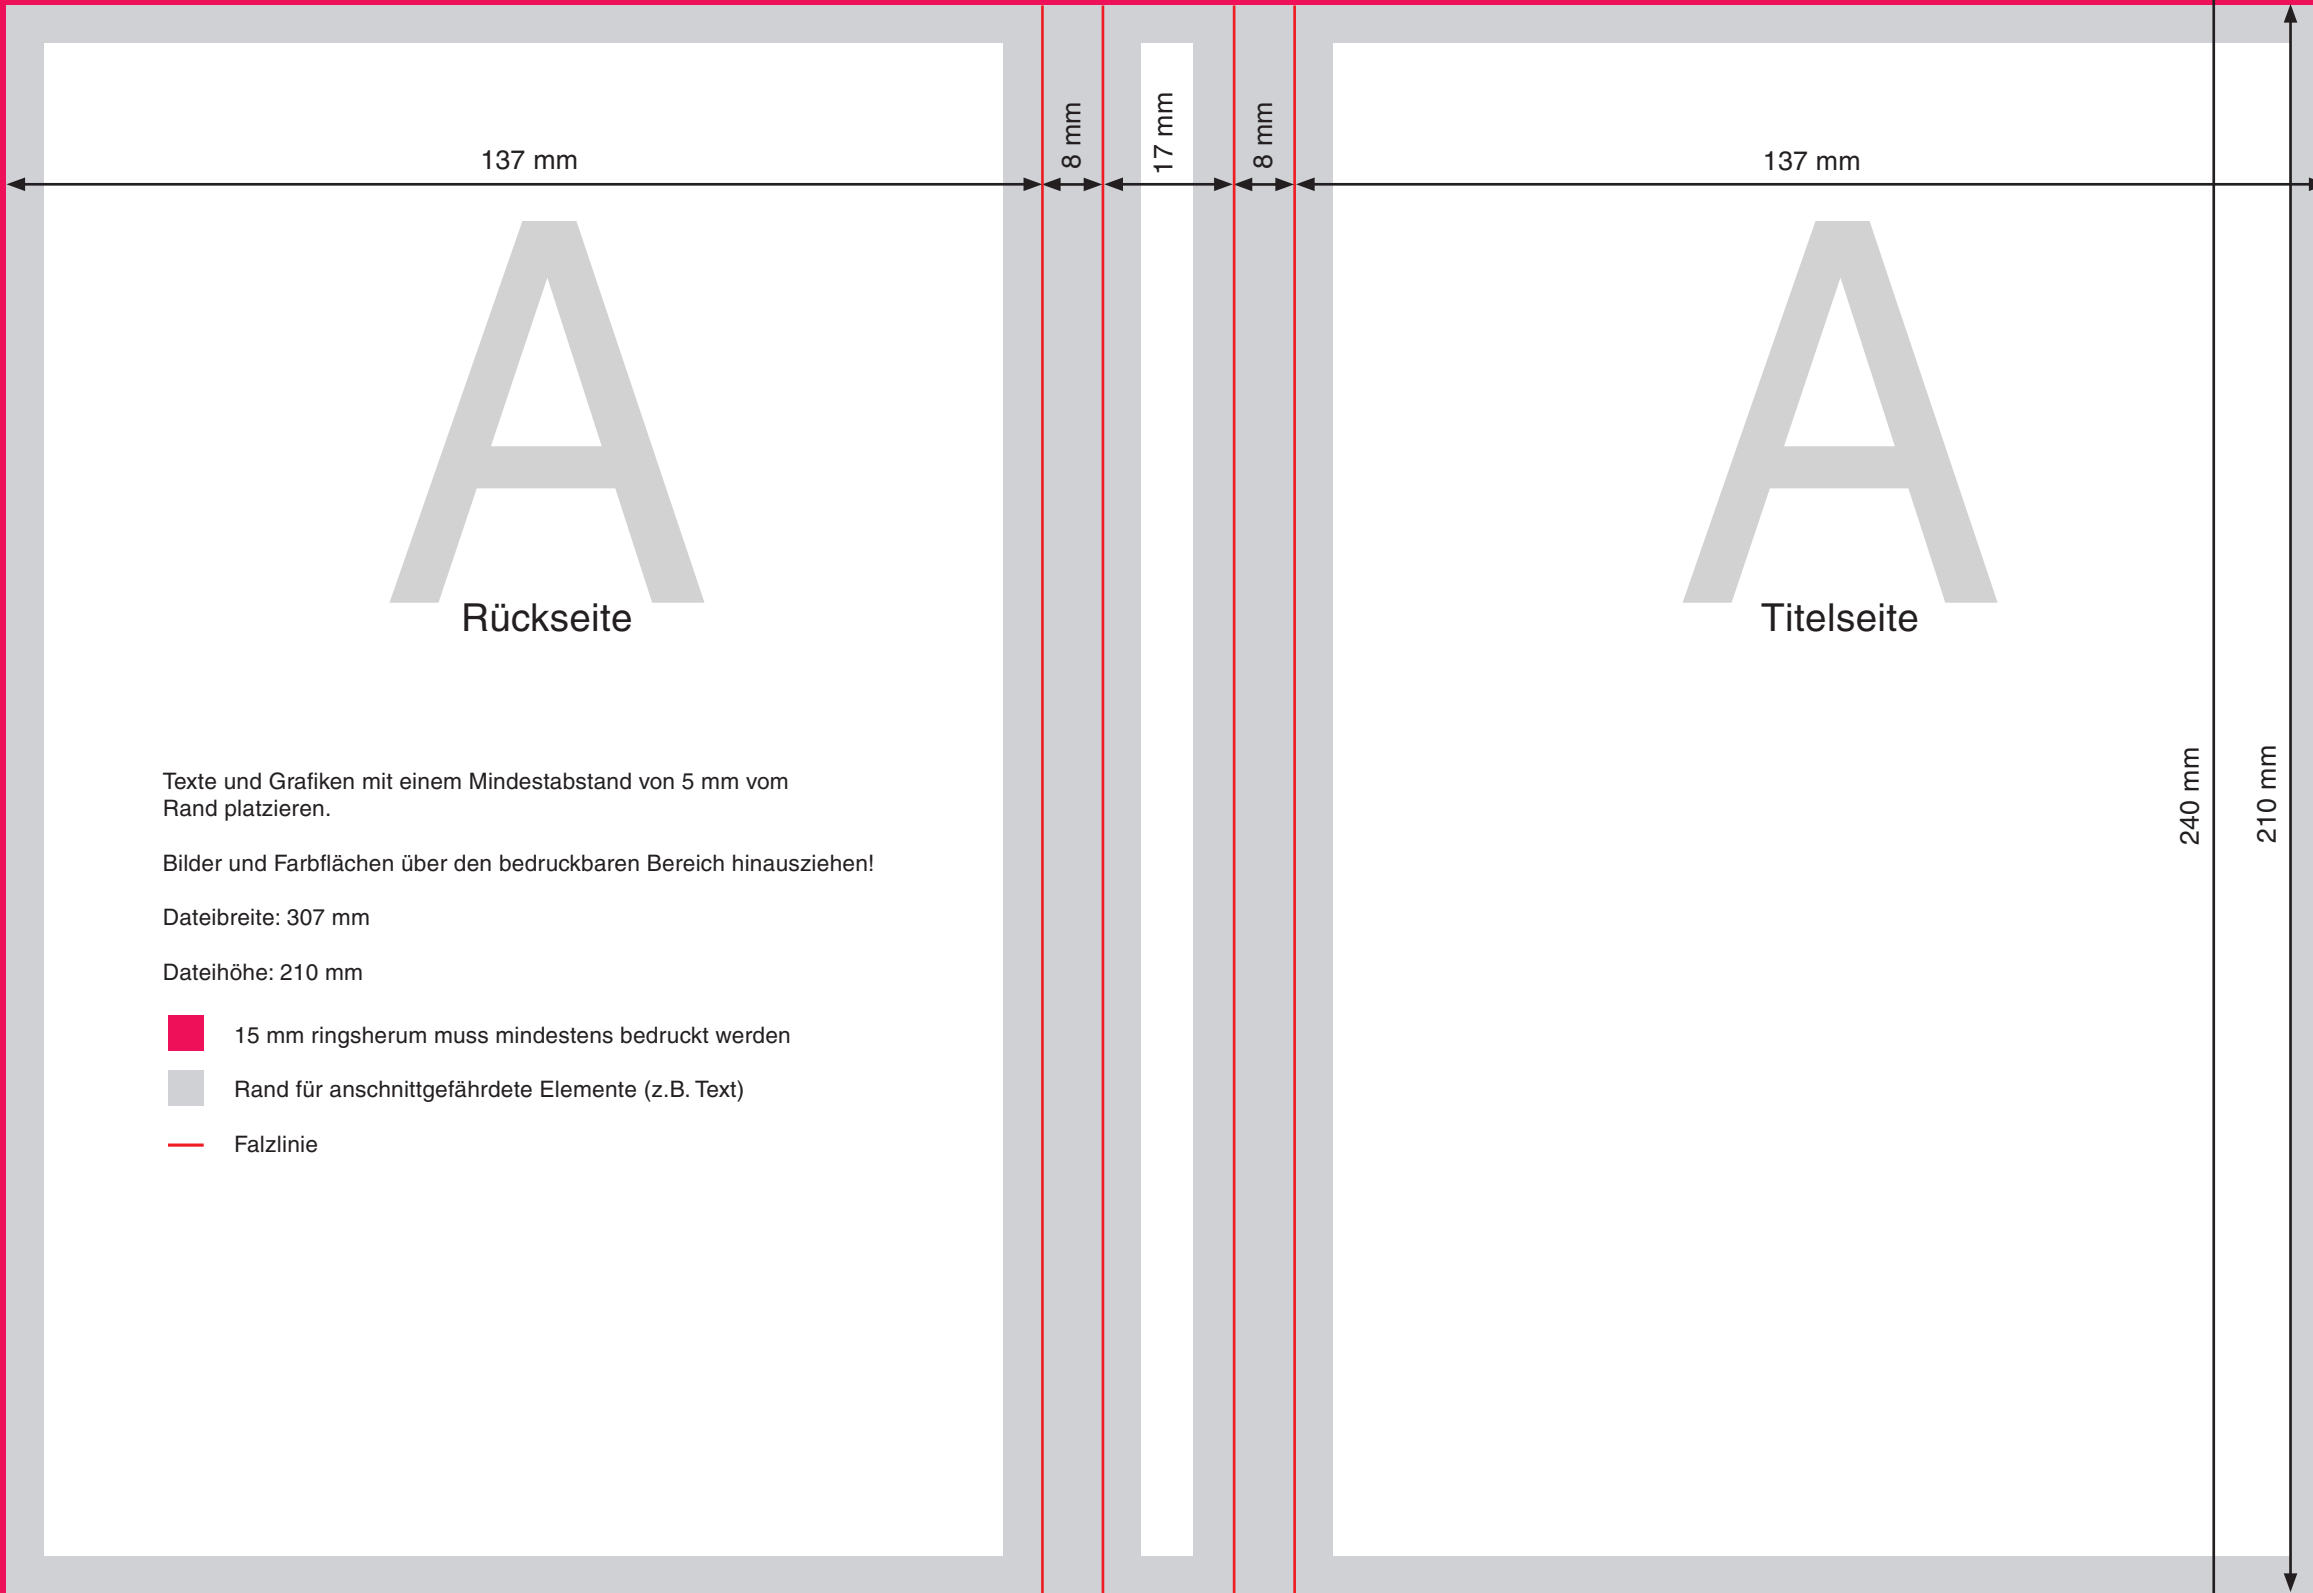 137 mm
8 mm
17 mm
8 mm
137 mm
A
Rückseite
A
Titelseite
Texte und Grafiken mit einem Mindestabstand von 5 mm vom
Rand platzieren.
Bilder und Farbflächen über den bedruckbaren Bereich hinausziehen!
Dateibreite: 307 mm
Dateihöhe: 210 mm
15 mm ringsherum muss mindestens bedruckt werden
Rand für anschnittgefährdete Elemente (z.B. Text)
Falzlinie
240 mm
210 mm